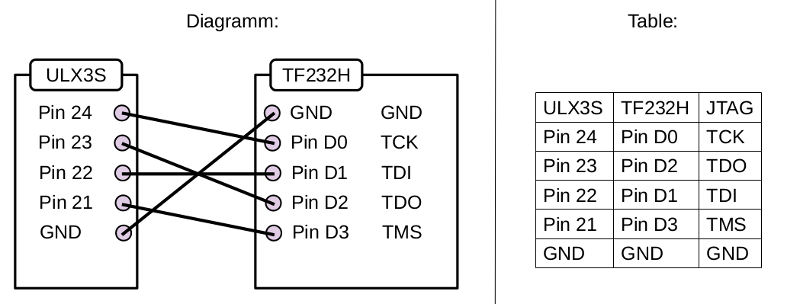 Diagramm:
ULX3S
Pin 24
Pin 23
Pin 22
Pin 21
GND
TF232H
GND GND
Pin D0 TCK
Pin D1 TDI
Pin D2 TDO
Pin D3 TMS
Table:
ULX3S TF232H JTAG
Pin 24 Pin D0 TCK
Pin 23 Pin D2 TDO
Pin 22 Pin D1 TDI
Pin 21 Pin D3 TMS
GND GND GND